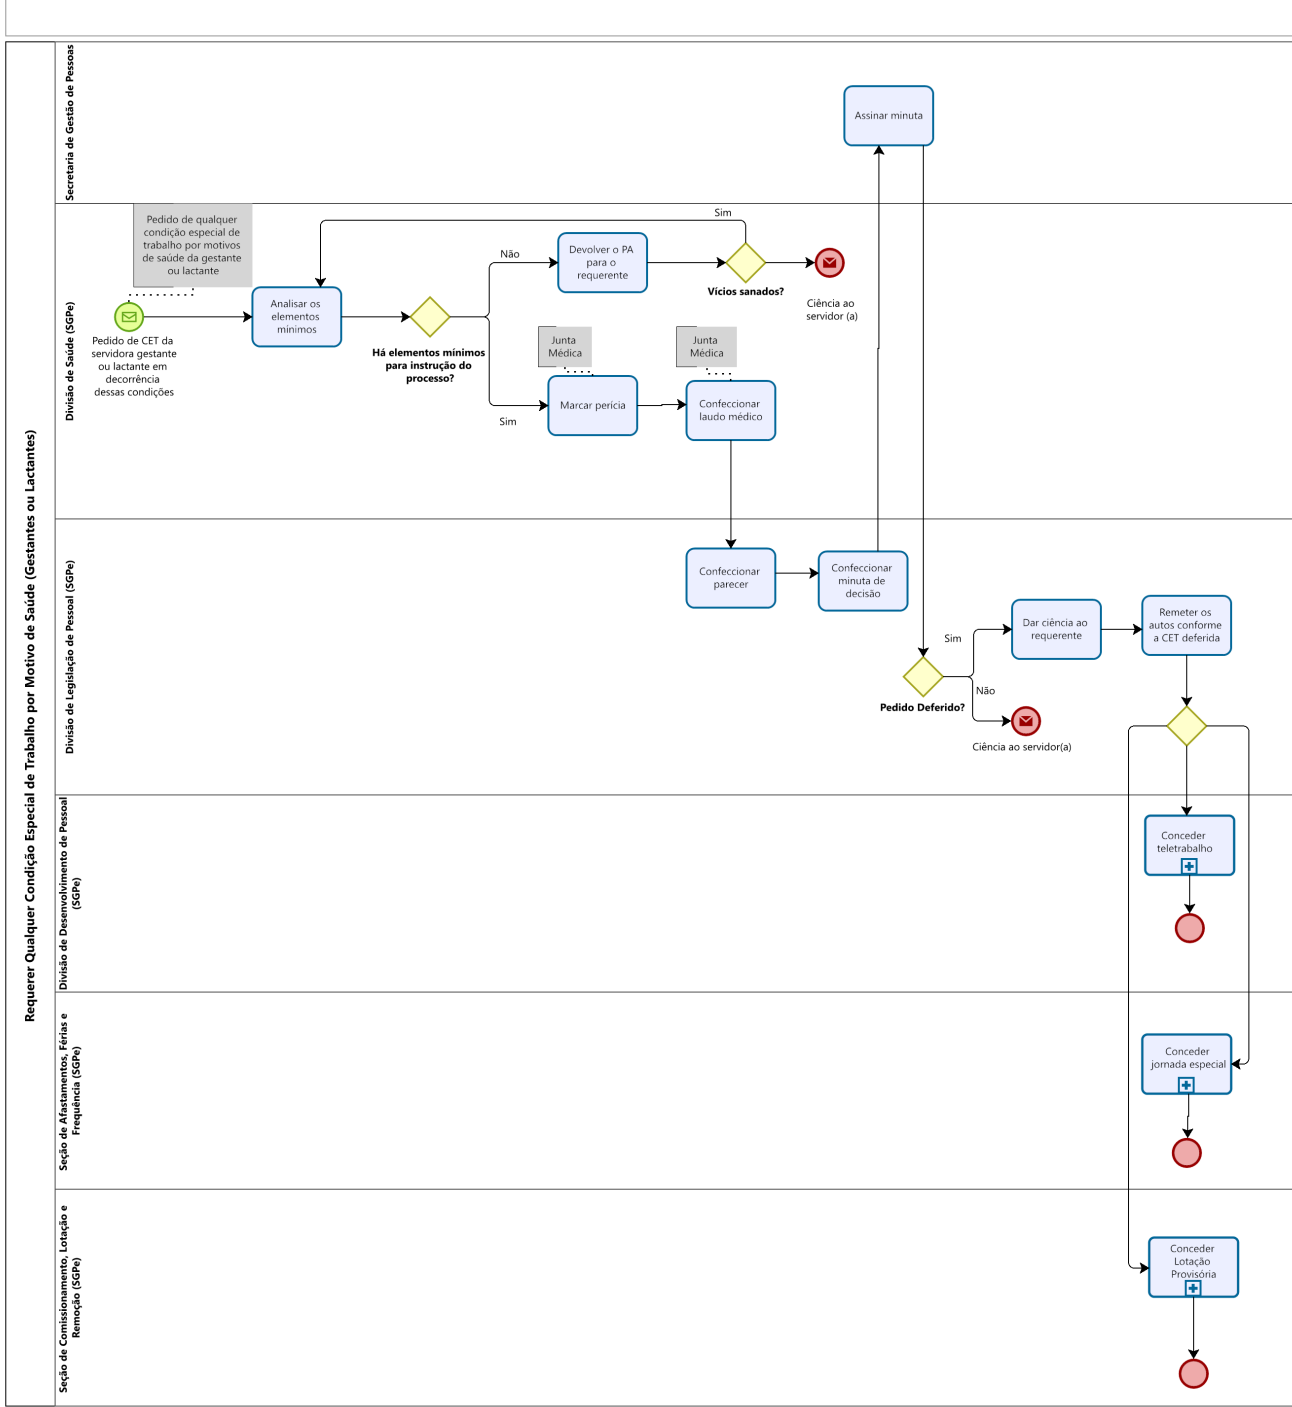 Requerer Qualquer Condição Especial de Trabalho por Motivo de Saúde (Gestantes ou Lactantes)
Secretaria de Gestão de Pessoas
Assinar minuta
Divisão de Saúde (SGPe)
Pedido de qualquer
condição especial de
trabalho por motivos
de saúde da gestante
ou lactante
Pedido de CET da
servidora gestante
ou lactante em
decorrência
dessas condições
Analisar os
elementos
mínimos
Há elementos mínimos
para instrução do
processo?
Não
Devolver o PA
para o
requerente
Sim
Vícios sanados?
Ciência ao
servidor (a)
Sim
Junta
Médica
Marcar perícia
Junta
Médica
Confeccionar
laudo médico
Divisão de Legislação de Pessoal (SGPe)
Confeccionar
parecer
Confeccionar
minuta de
decisão
Pedido Deferido?
Sim
Dar ciência ao
requerente
Remeter os
autos conforme
a CET deferida
Não
Ciência ao servidor(a)
Divisão de Desenvolvimento de Pessoal
(SGPe)
Conceder
teletrabalho
Seção de Afastamentos, Férias e
Frequência (SGPe)
Conceder
jornada especial
Seção de Comissionamento, Lotação e
Remoção (SGPe)
Conceder
Lotação
Provisória